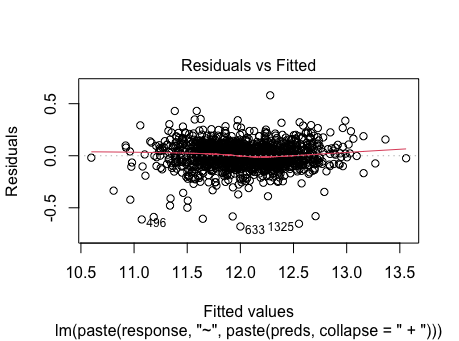 Residuals vs Fitted
Residuals
0.5
0.0
-0.5
496
633
1325
10.5 11.0 11.5 12.0 12.5 13.0 13.5
Fitted values
lm(paste(response, "~", paste(preds, collapse = " + ")))